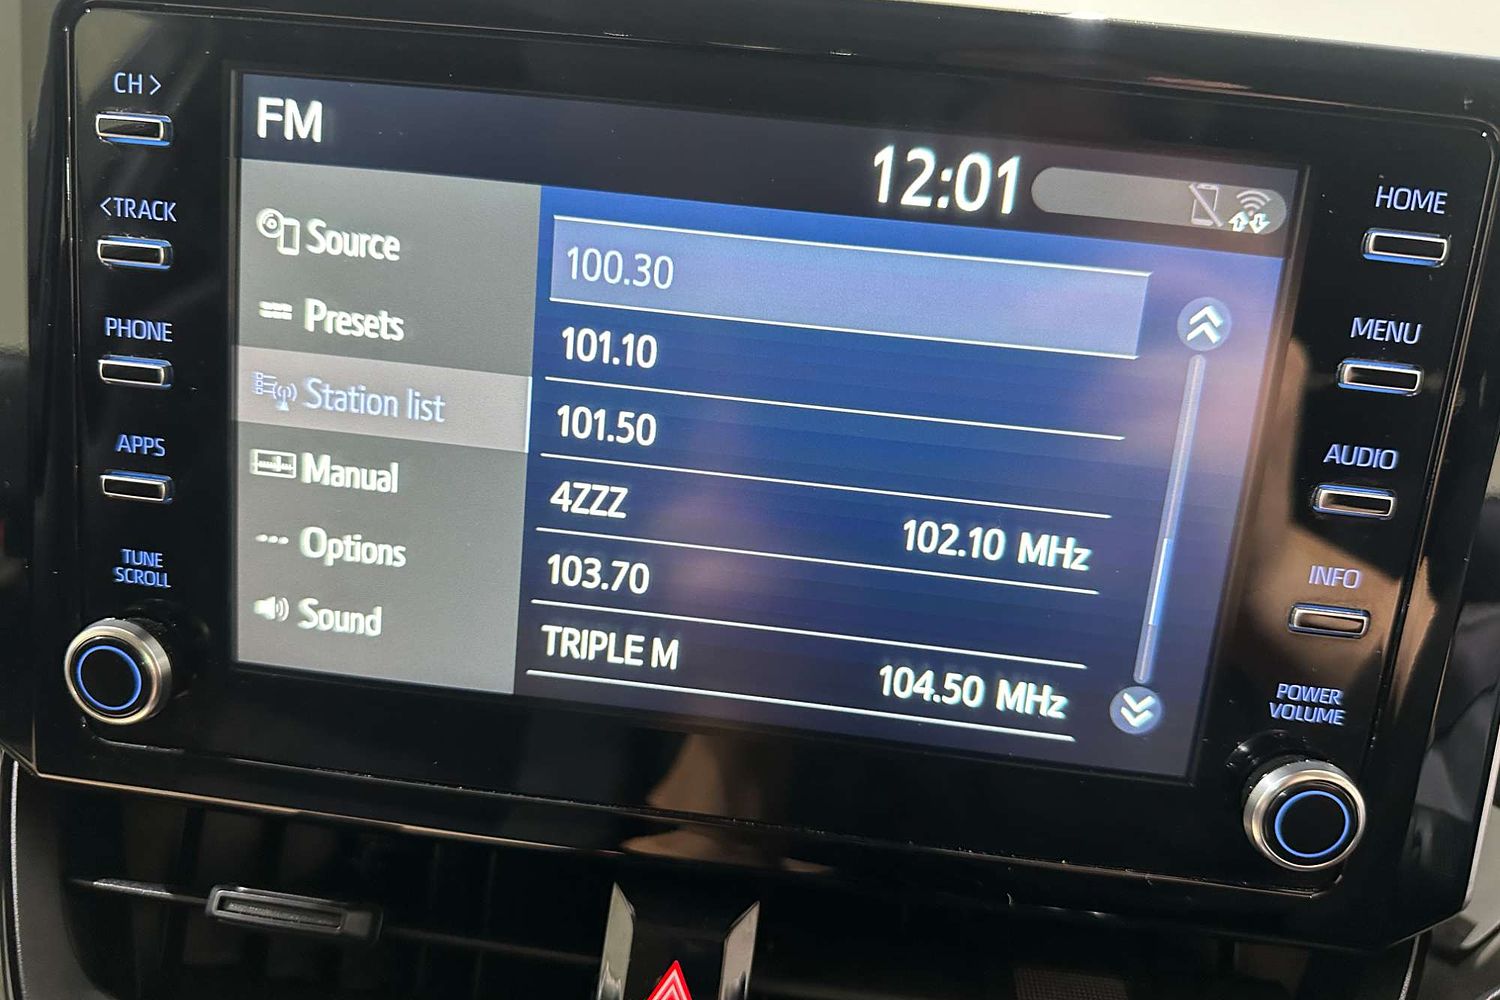 CH >
<TRACK
PHONE
APPS
TUNE
SCROLL
FM
12:01
Source
Presets
Station list
Manual
Options
Sound
100.30
101.10
101.50
4ZZZ 102.10 MHz
103.70
TRIPLE M 104.50 MHz
HOME
MENU
AUDIO
INFO
POWER
VOLUME